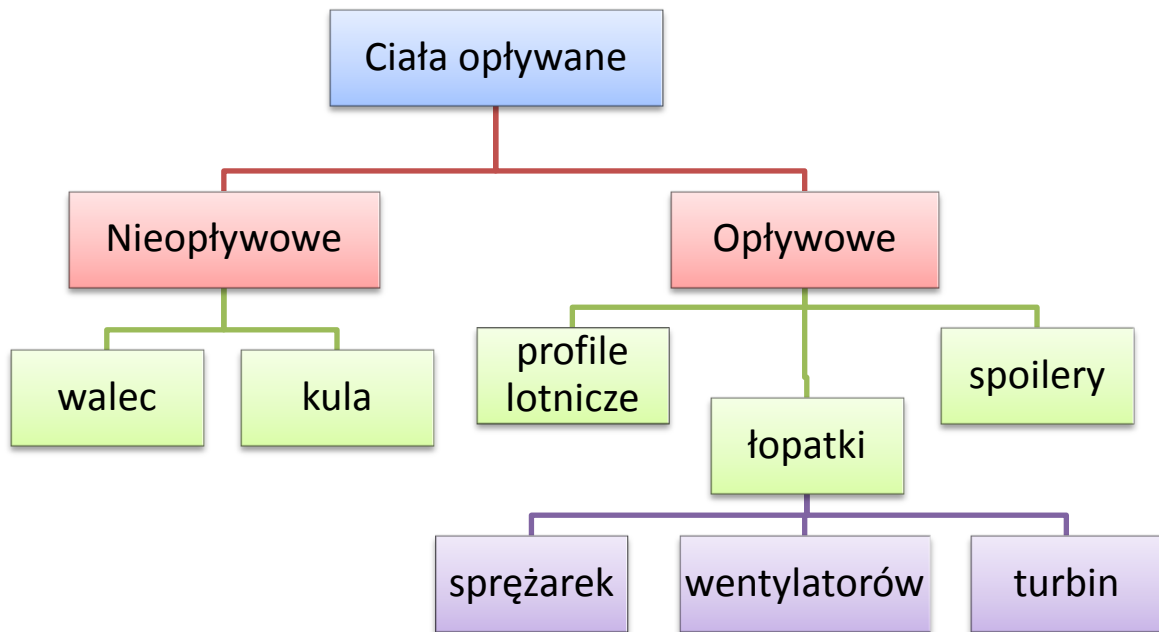 Ciała opływane
Nieopływowe
Opływowe
walec
kula
profile
lotnicze
spoilery
łopatki
sprężarek
wentylatorów
turbin